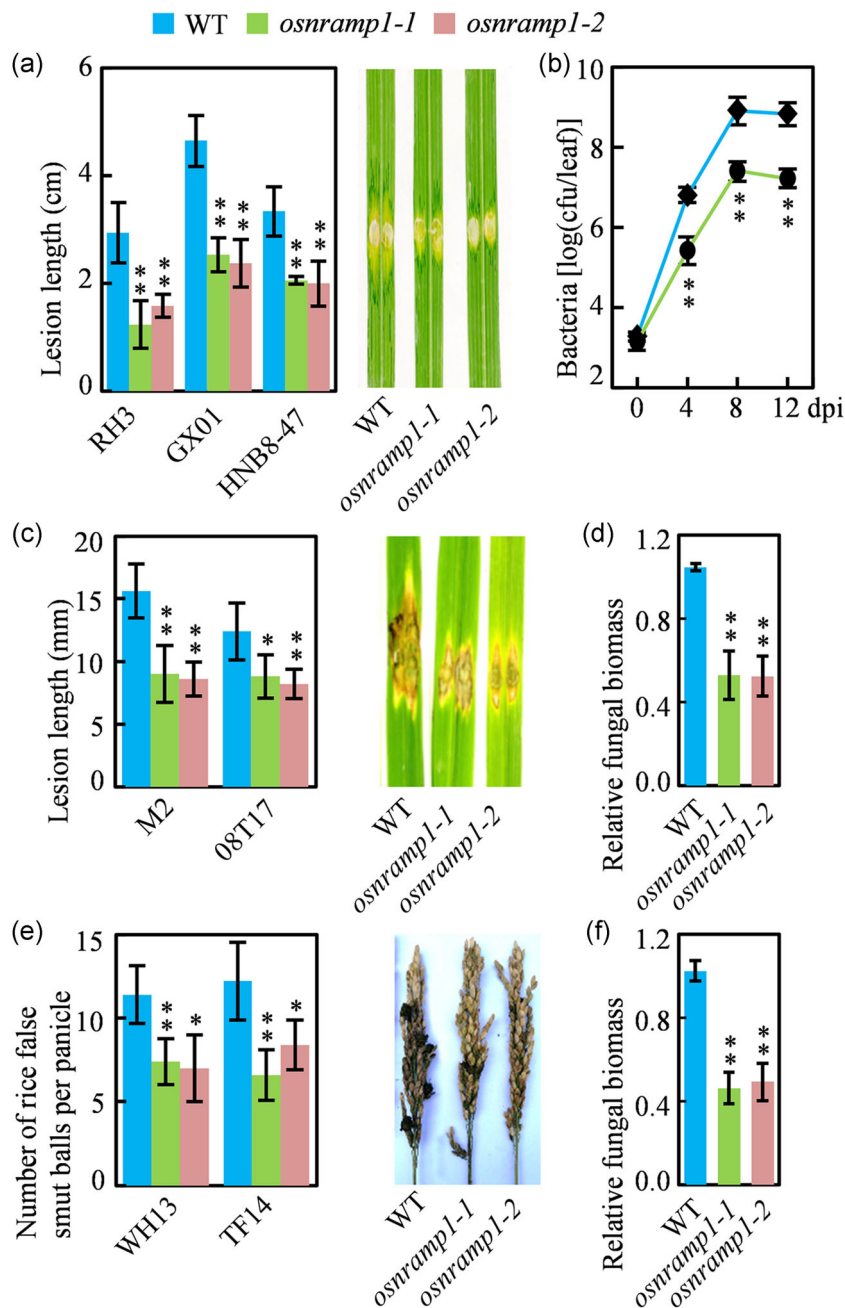 WT osnramp1-1 osnramp1-2
(a)
Lesion length (cm)
6
4
2
0
** ** ** ** ** **
RH3 GX01 HNB8-47
WT osnramp1-1 osnramp1-2
(b)
Bacteria [log(cfu/leaf)]
10
8
6
4
2
** ** **
0 4 8 12 dpi
(c)
Lesion length (mm)
20
15
10
5
0
** ** * **
M2 08T17
WT osnramp1-1 osnramp1-2
(d)
Relative fungal biomass
1.2
0.8
0.4
0.0
** **
WT osnramp1-1 osnramp1-2
(e)
Number of rice false
smut balls per panicle
15
10
5
0
** * ** *
WH13 TF14
WT osnramp1-1 osnramp1-2
(f)
Relative fungal biomass
1.2
0.8
0.4
0.0
** **
WT osnramp1-1 osnramp1-2